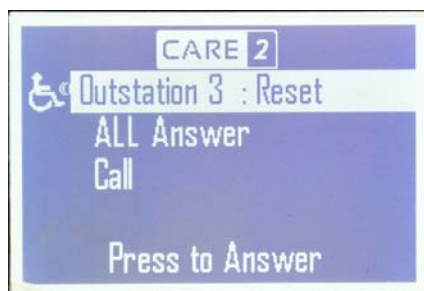 CARE 2
Outstation 3 : Reset
ALL Answer
Call
Press to Answer